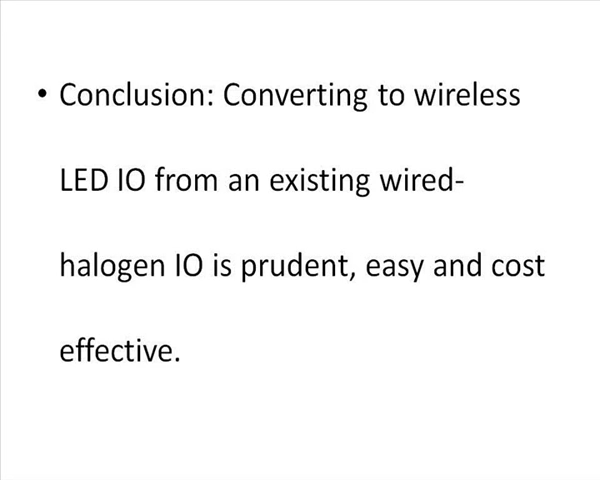 • Conclusion: Converting to wireless
LED IO from an existing wired-
halogen IO is prudent, easy and cost
effective.